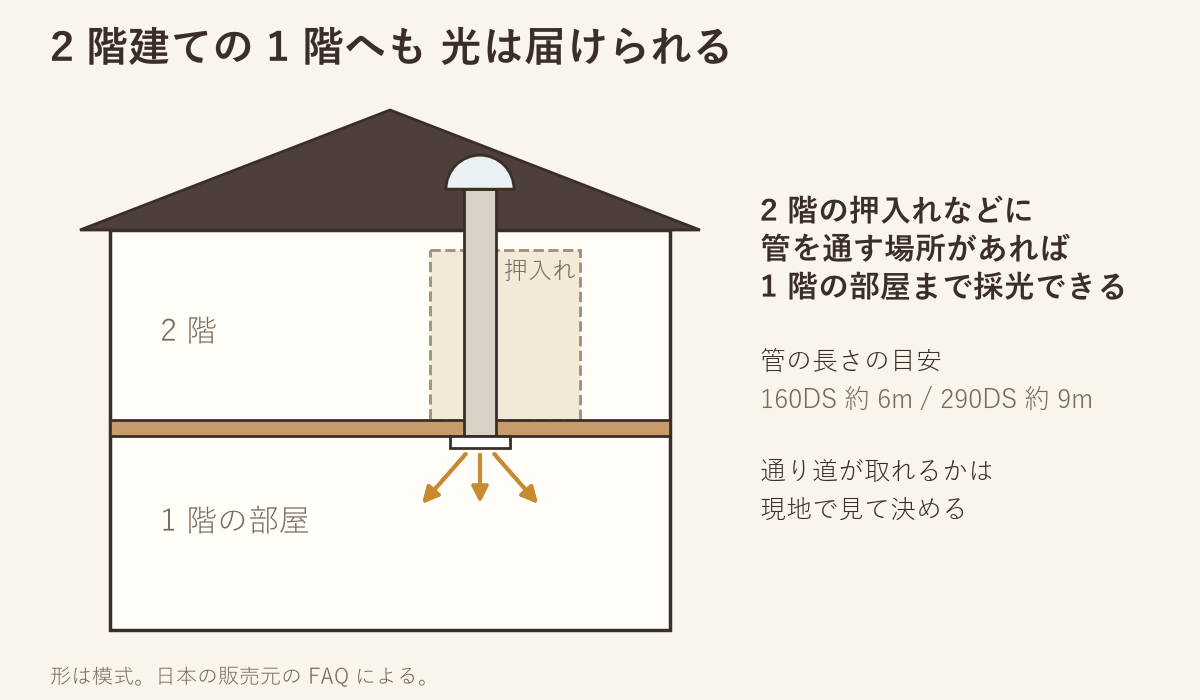 2 階建ての 1 階へも 光は届けられる
押入れ
2 階
1 階の部屋
2 階の押入れなどに
管を通す場所があれば
1 階の部屋まで採光できる
管の長さの目安
160DS 約 6m / 290DS 約 9m
通り道が取れるかは
現地で見て決める
形は模式。日本の販売元の FAQ による。